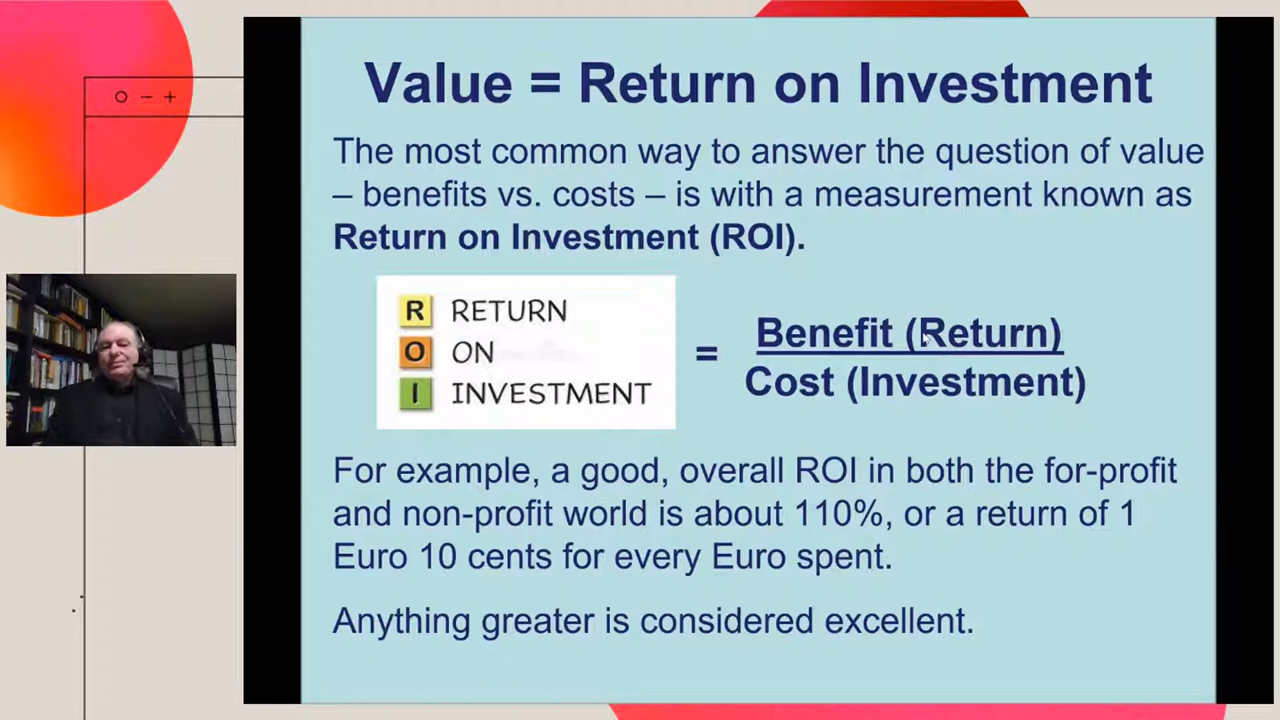 Value = Return on Investment
The most common way to answer the question of value
– benefits vs. costs – is with a measurement known as
Return on Investment (ROI).
R RETURN
O ON
I INVESTMENT
=
Benefit (Return)
Cost (Investment)
For example, a good, overall ROI in both the for-profit
and non-profit world is about 110%, or a return of 1
Euro 10 cents for every Euro spent.
Anything greater is considered excellent.